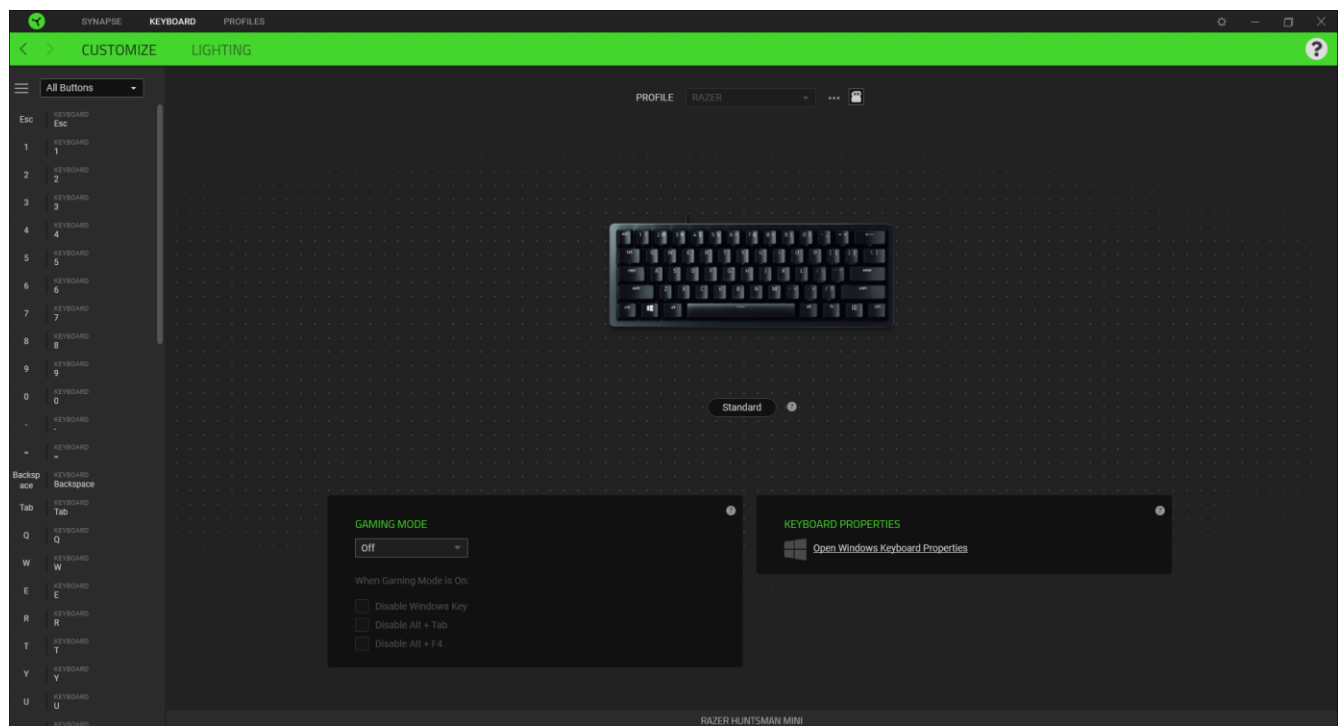 SYNAPSE KEYBOARD PROFILES
CUSTOMIZE LIGHTING
?
All Buttons
PROFILE RAZER
Esc KEYBOARD
Esc
1 KEYBOARD
1
2 KEYBOARD
2
3 KEYBOARD
3
4 KEYBOARD
4
5 KEYBOARD
5
6 KEYBOARD
6
7 KEYBOARD
7
8 KEYBOARD
8
9 KEYBOARD
9
0 KEYBOARD
0
- KEYBOARD
-
= KEYBOARD
=
Backsp
ace
KEYBOARD
Backspace
Tab KEYBOARD
Tab
Q KEYBOARD
Q
W KEYBOARD
W
E KEYBOARD
E
R KEYBOARD
R
T KEYBOARD
T
Y KEYBOARD
Y
U KEYBOARD
U
KEYBOARD
Standard ?
GAMING MODE ?
Off
When Gaming Mode is On:
Disable Windows Key
Disable Alt + Tab
Disable Alt + F4
KEYBOARD PROPERTIES ?
Open Windows Keyboard Properties
RAZER HUNTSMAN MINI